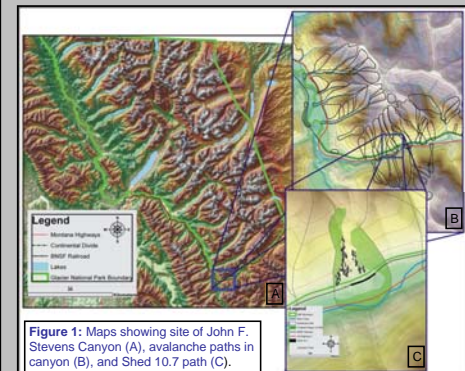 Legend
Montana Highways
Continental Divide
BNSF Railroad
Lakes
Glacier National Park Boundary
A
B
Legend
C
Figure 1: Maps showing site of John F.
Stevens Canyon (A), avalanche paths in
canyon (B), and Shed 10.7 path (C).